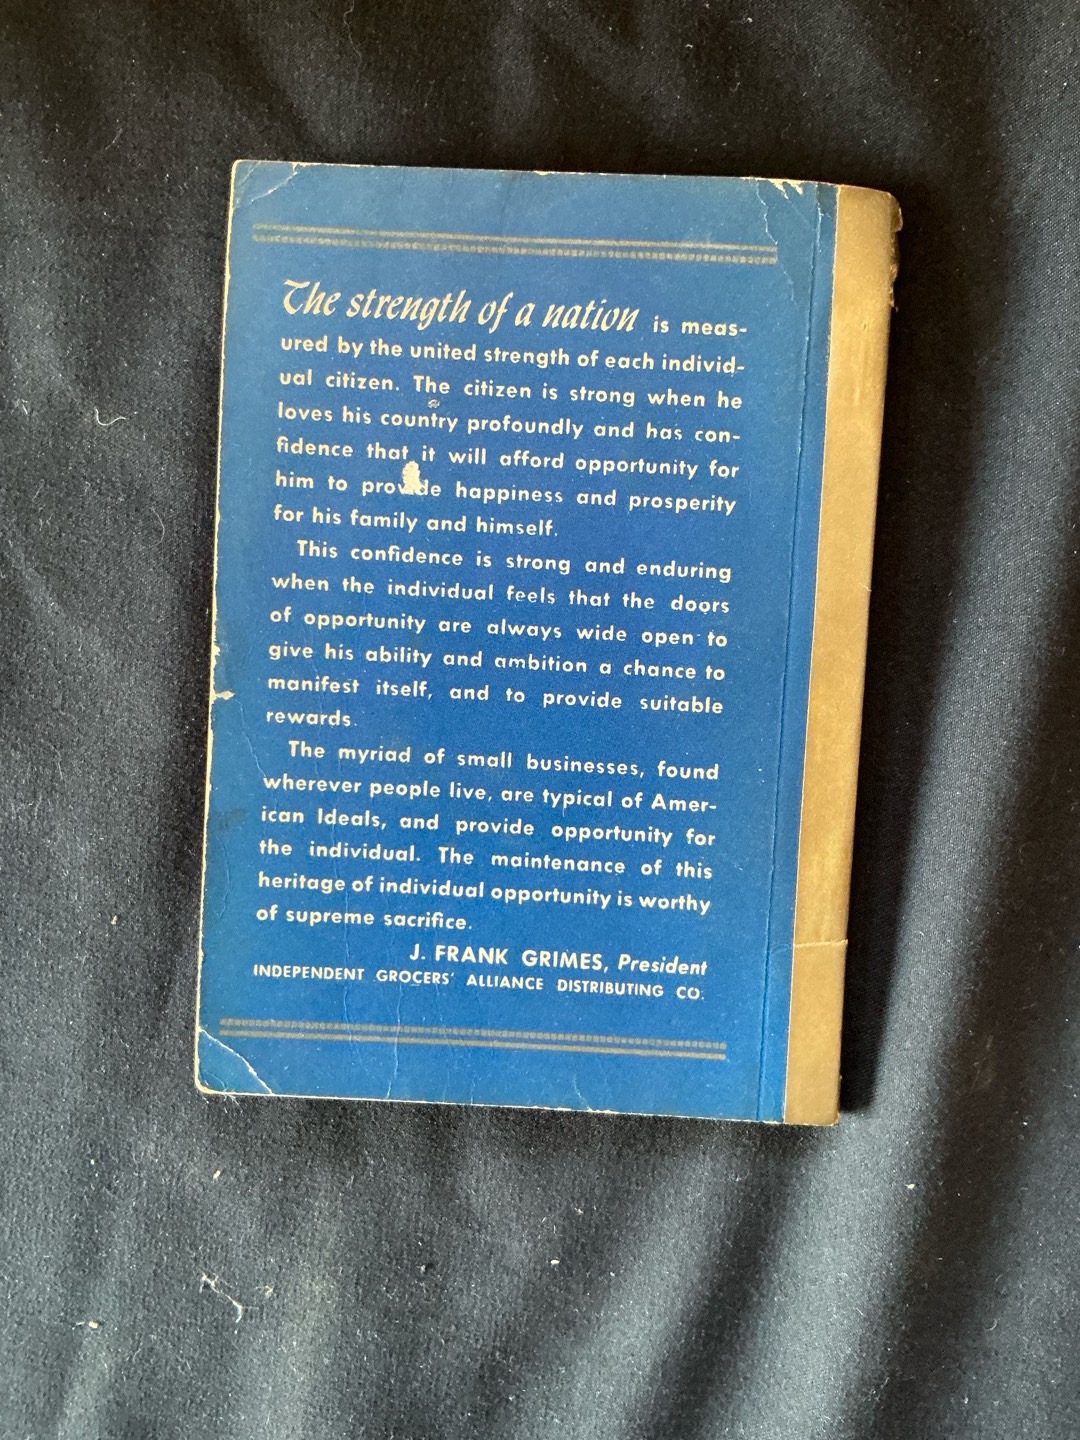 The strength of a nation is meas-
ured by the united strength of each individ-
ual citizen. The citizen is strong when he
loves his country profoundly and has con-
fidence that it will afford opportunity for
him to provide happiness and prosperity
for his family and himself.
This confidence is strong and enduring
when the individual feels that the doors
of opportunity are always wide open to
give his ability and ambition a chance to
manifest itself, and to provide suitable
rewards.
The myriad of small businesses, found
wherever people live, are typical of Amer-
ican Ideals, and provide opportunity for
the individual. The maintenance of this
heritage of individual opportunity is worthy
of supreme sacrifice.
J. FRANK GRIMES, President
INDEPENDENT GROCERS' ALLIANCE DISTRIBUTING CO.